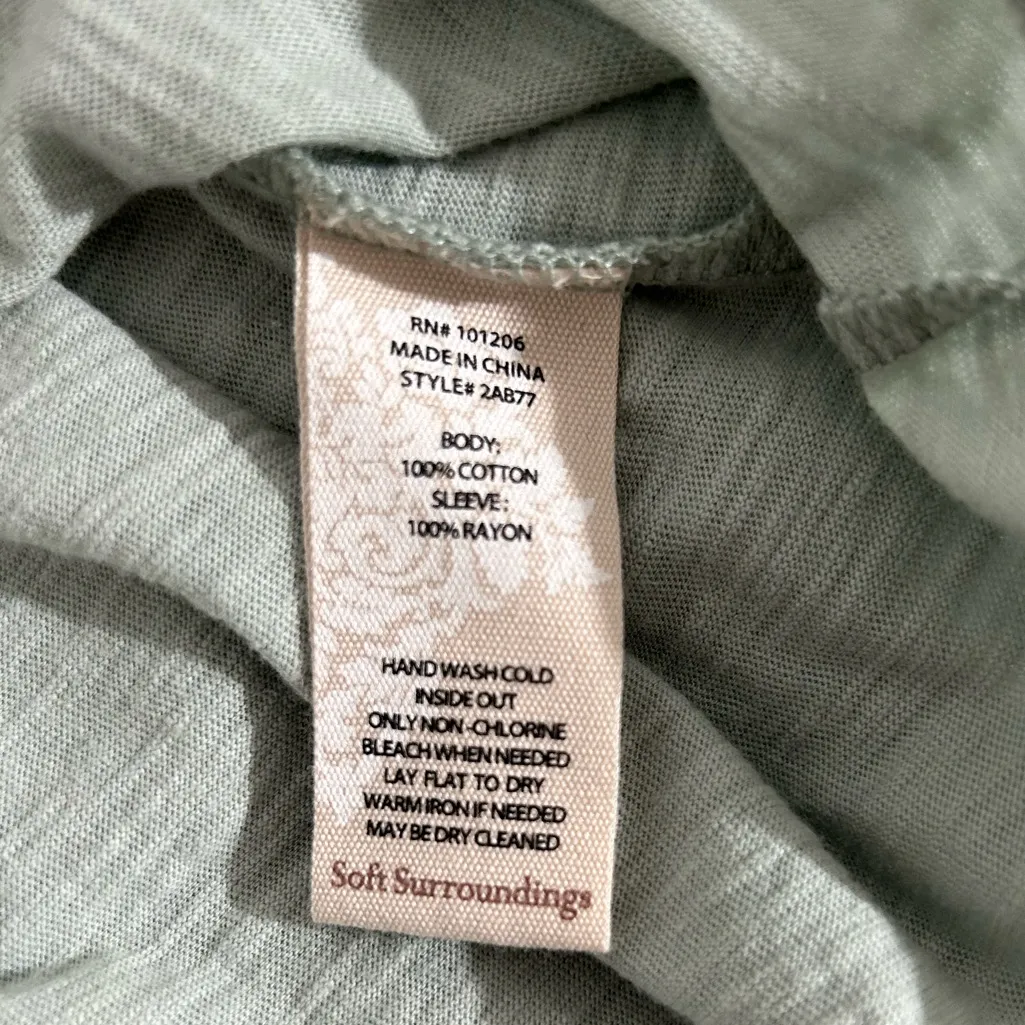 RN# 101206
MADE IN CHINA
STYLE# 2AB77
BODY:
100% COTTON
SLEEVE:
100% RAYON
HAND WASH COLD
INSIDE OUT
ONLY NON-CHLORINE
BLEACH WHEN NEEDED
LAY FLAT TO DRY
WARM IRON IF NEEDED
MAY BE DRY CLEANED
Soft Surroundings